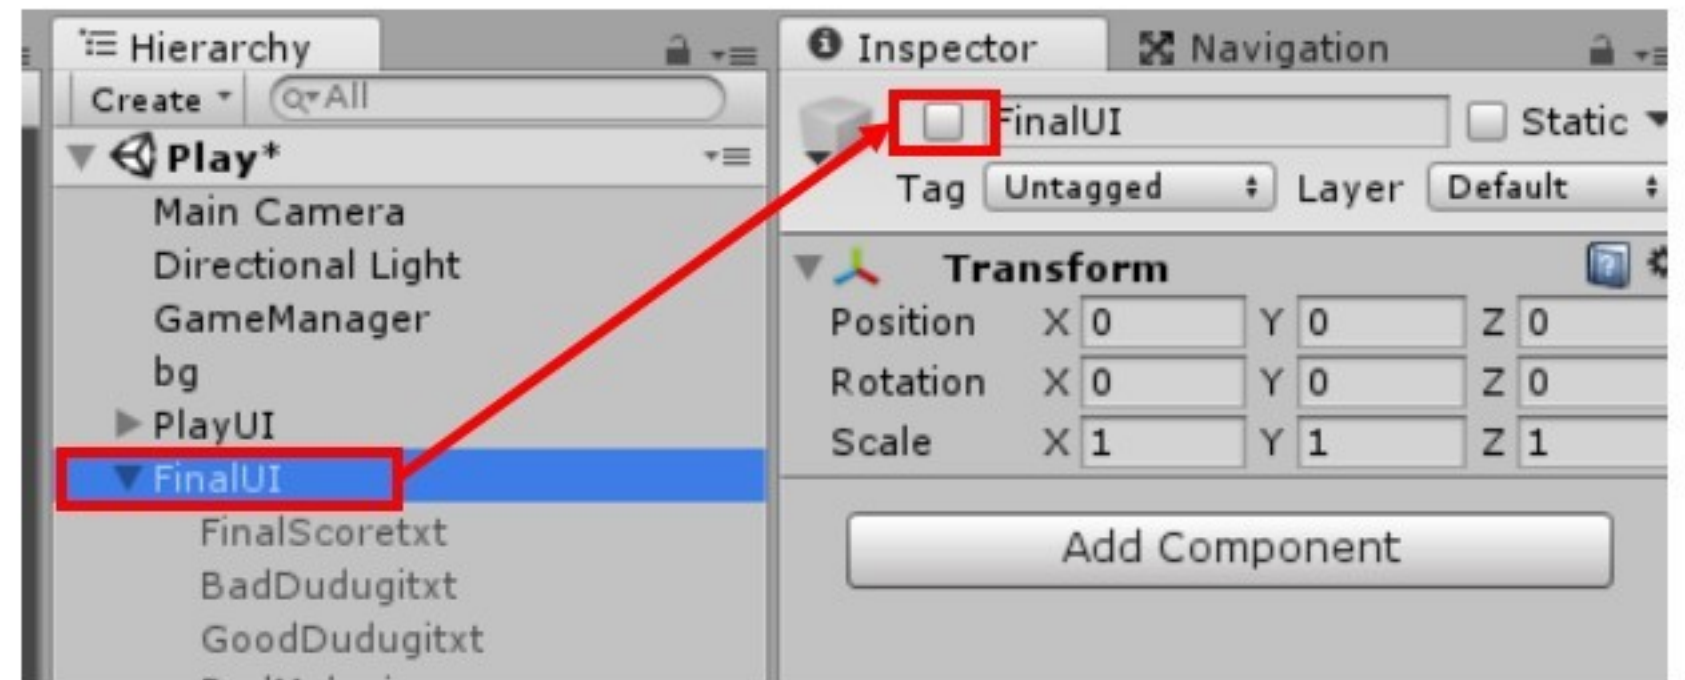 Hierarchy
Create
All
Play*
Main Camera
Directional Light
GameManager
bg
PlayUI
FinalUI
FinalScoretxt
BadDudugitxt
GoodDudugitxt
Inspector
Navigation
FinalUI
Static
Tag Untagged Layer Default
Transform
Position X 0 Y 0 Z 0
Rotation X 0 Y 0 Z 0
Scale X 1 Y 1 Z 1
Add Component